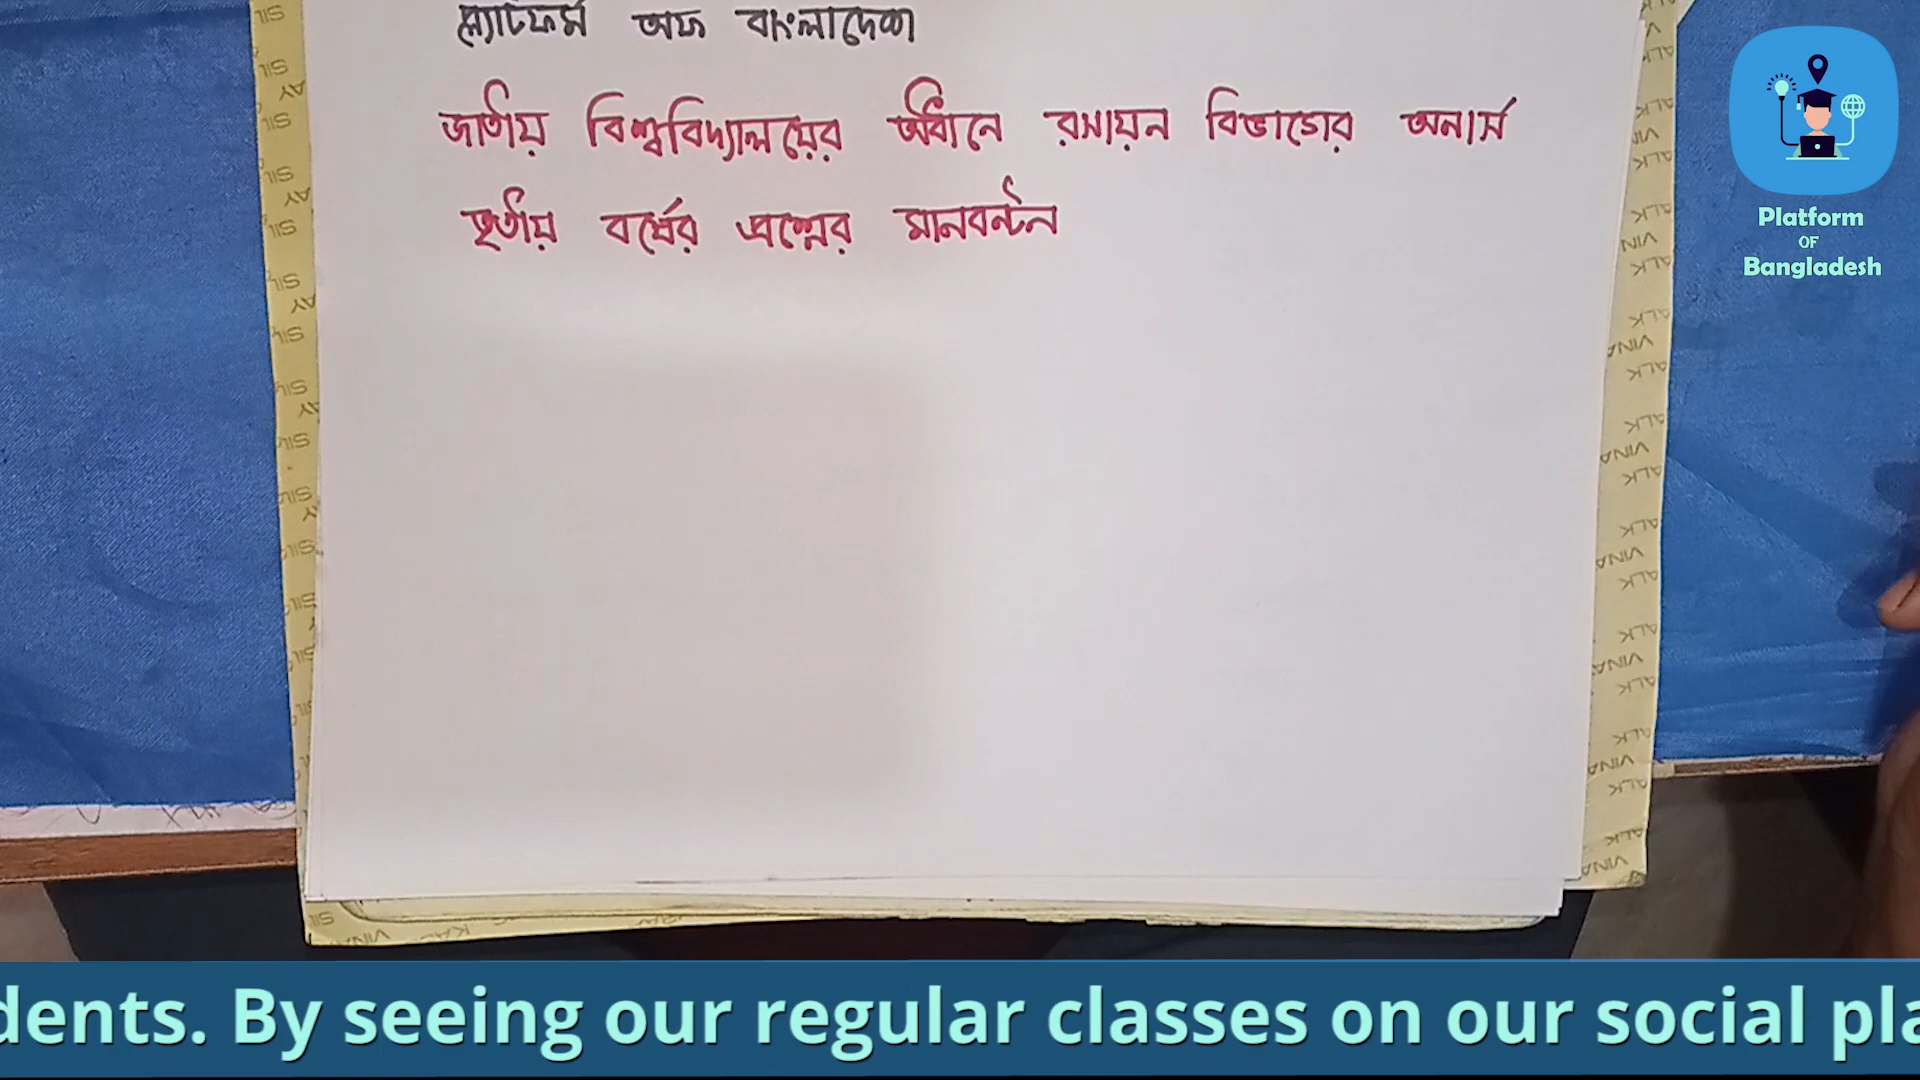 প্ল্যাটফর্ম অফ বাংলাদেশ
জাতীয় বিশ্ববিদ্যালয়ের অধীনে রসায়ন বিভাগের অনার্স
তৃতীয় বর্ষের প্রশ্নের মানবন্টন
Platform
OF
Bangladesh
dents. By seeing our regular classes on our social pla